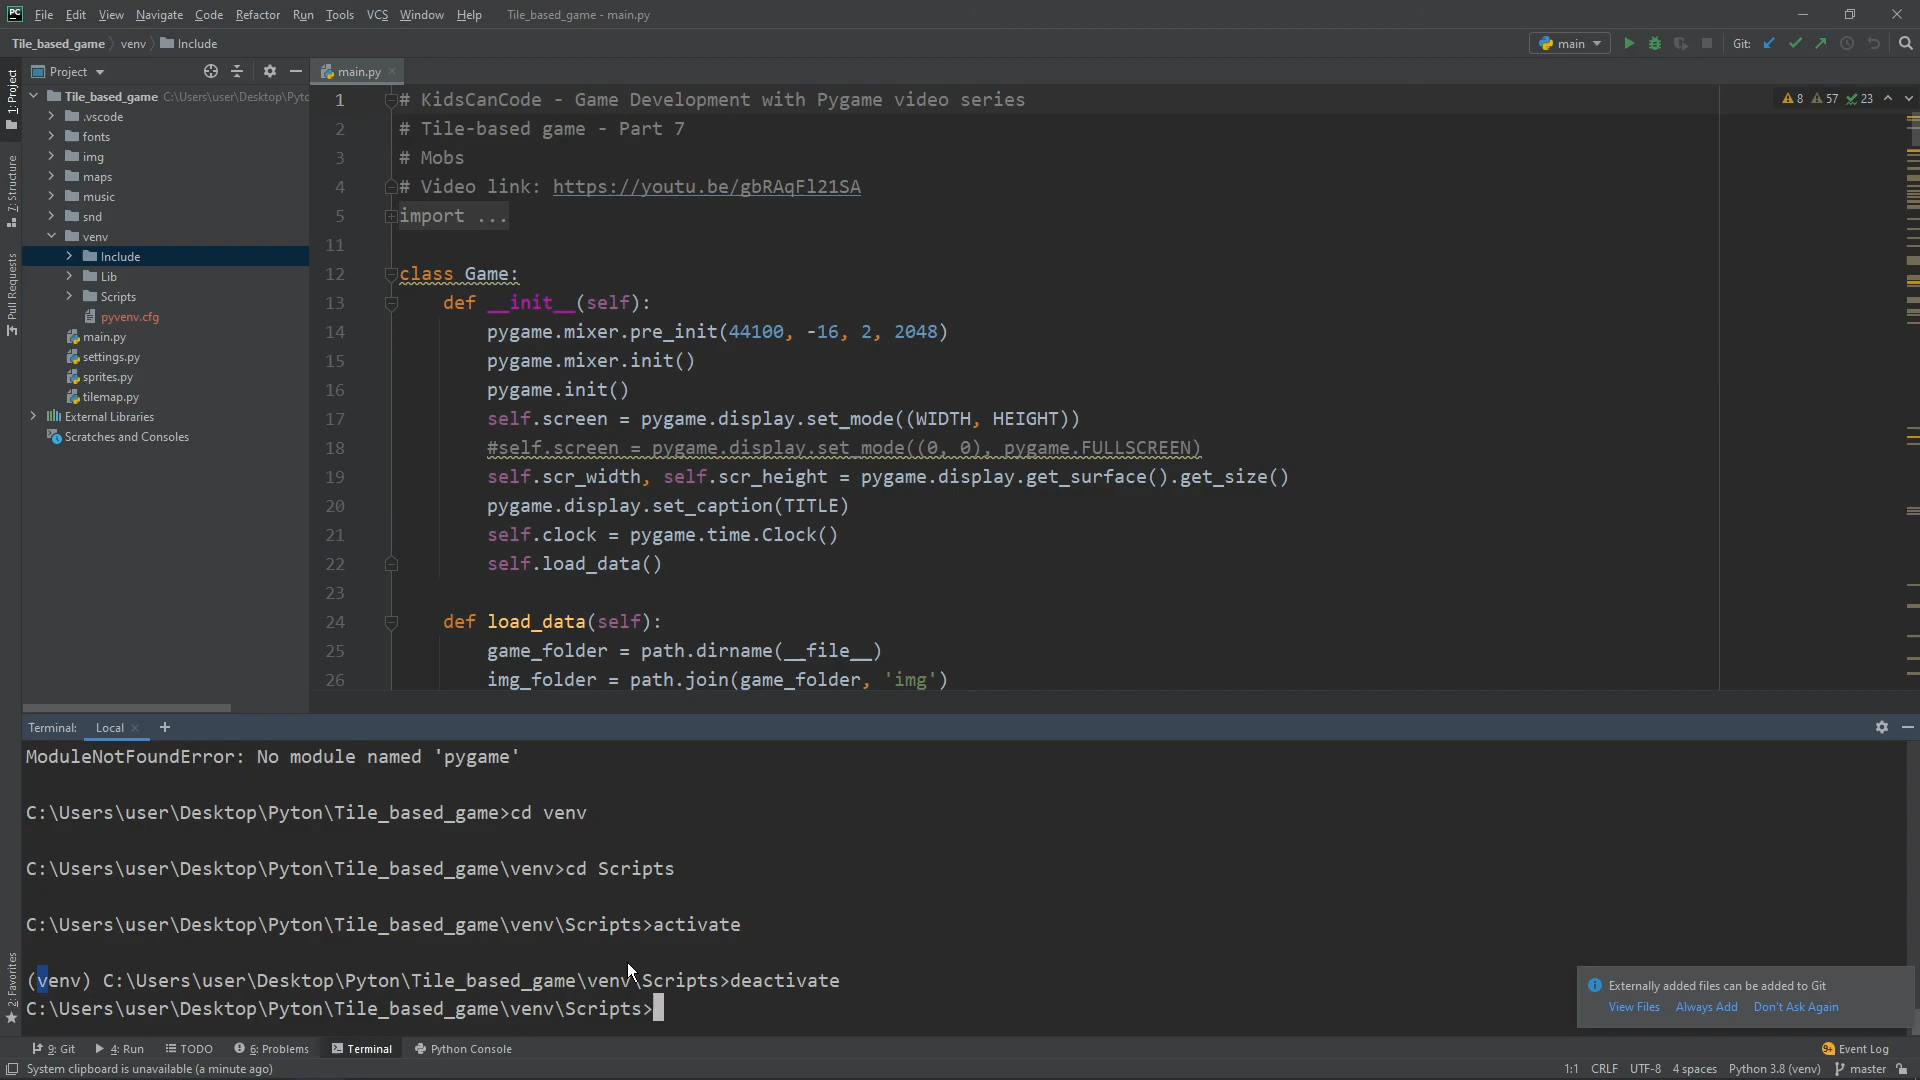 PC File Edit View Navigate Code Refactor Run Tools VCS Window Help Tile_based_game - main.py
Tile_based_game venv Include main Git:
1: Project
7: Structure
Pull Requests
2: Favorites
Project
Tile_based_game C:\Users\user\Desktop\Pyto
.vscode
fonts
img
maps
music
snd
venv
Include
Lib
Scripts
pyvenv.cfg
main.py
settings.py
sprites.py
tilemap.py
External Libraries
Scratches and Consoles
main.py
8 57 23
1 # KidsCanCode - Game Development with Pygame video series
2 # Tile-based game - Part 7
3 # Mobs
4 # Video link: https://youtu.be/gbRAqFl21SA
5 import ...
11
12 class Game:
13 def __init__(self):
14 pygame.mixer.pre_init(44100, -16, 2, 2048)
15 pygame.mixer.init()
16 pygame.init()
17 self.screen = pygame.display.set_mode((WIDTH, HEIGHT))
18 #self.screen = pygame.display.set_mode((0, 0), pygame.FULLSCREEN)
19 self.scr_width, self.scr_height = pygame.display.get_surface().get_size()
20 pygame.display.set_caption(TITLE)
21 self.clock = pygame.time.Clock()
22 self.load_data()
23
24 def load_data(self):
25 game_folder = path.dirname(__file__)
26 img_folder = path.join(game_folder, 'img')
Terminal: Local
ModuleNotFoundError: No module named 'pygame'
C:\Users\user\Desktop\Pyton\Tile_based_game>cd venv
C:\Users\user\Desktop\Pyton\Tile_based_game\venv>cd Scripts
C:\Users\user\Desktop\Pyton\Tile_based_game\venv\Scripts>activate
(venv) C:\Users\user\Desktop\Pyton\Tile_based_game\venv\Scripts>deactivate
C:\Users\user\Desktop\Pyton\Tile_based_game\venv\Scripts>
Externally added files can be added to Git
View Files Always Add Don't Ask Again
9: Git 4: Run TODO 6: Problems Terminal Python Console 9+ Event Log
System clipboard is unavailable (a minute ago) 1:1 CRLF UTF-8 4 spaces Python 3.8 (venv) master